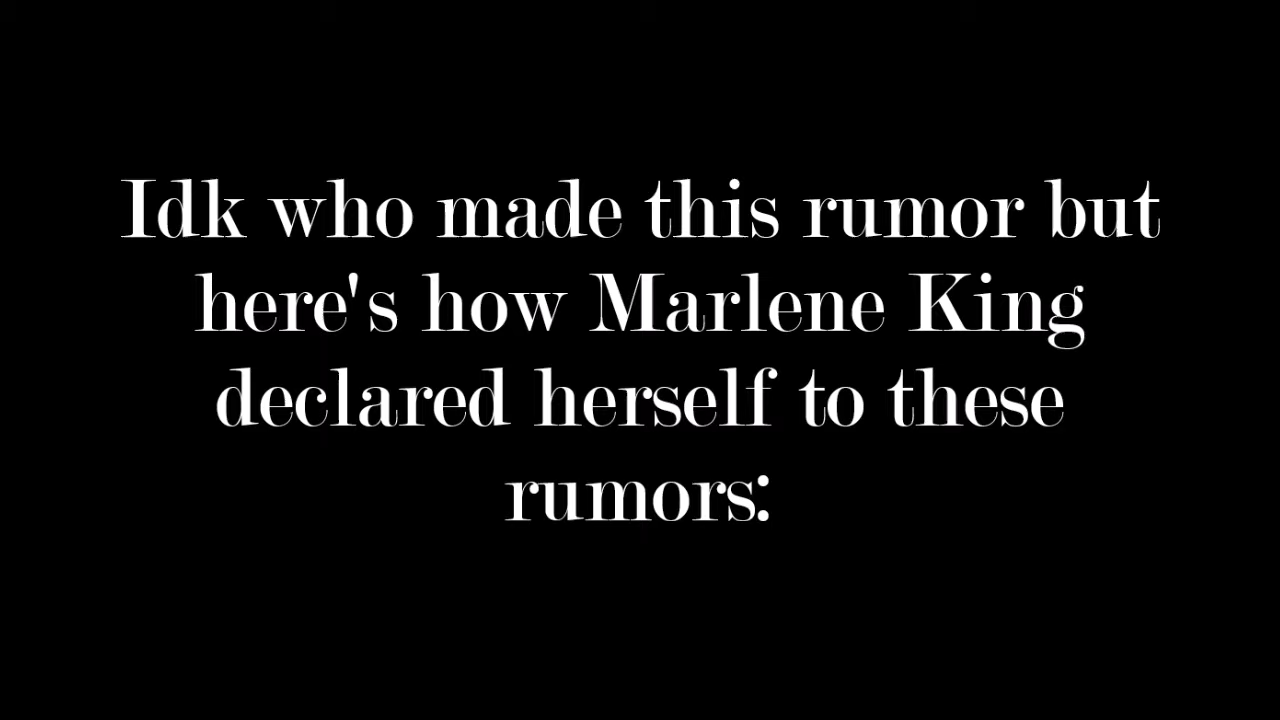 Idk who made this rumor but
here's how Marlene King
declared herself to these
rumors: